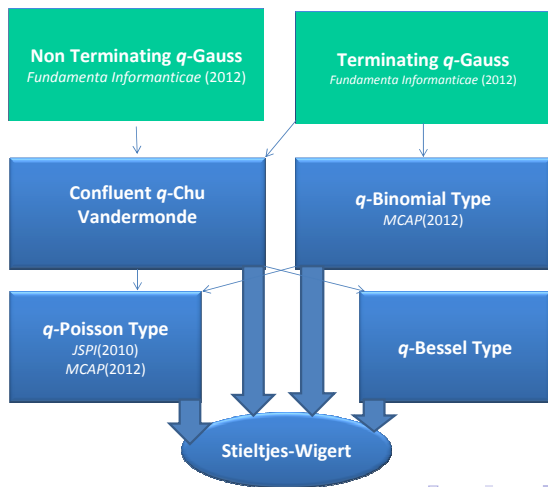 Non Terminating q-Gauss
Fundamenta Informanticae (2012)
Terminating q-Gauss
Fundamenta Informanticae (2012)
Confluent q-Chu
Vandermonde
q-Binomial Type
MCAP(2012)
q-Poisson Type
JSPI(2010)
MCAP(2012)
q-Bessel Type
Stieltjes-Wigert